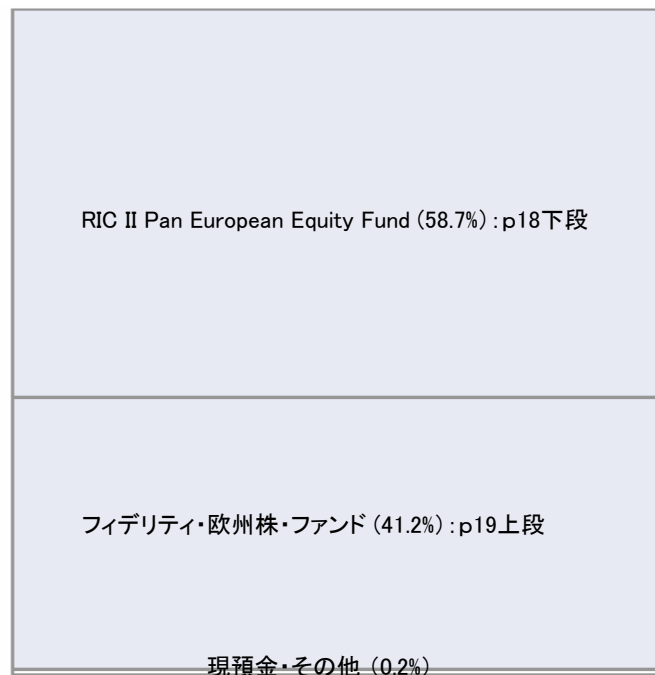 RIC II Pan European Equity Fund (58.7%):p18下段
フィデリティ・欧州株・ファンド (41.2%):p19上段
現預金・その他 (0.2%)